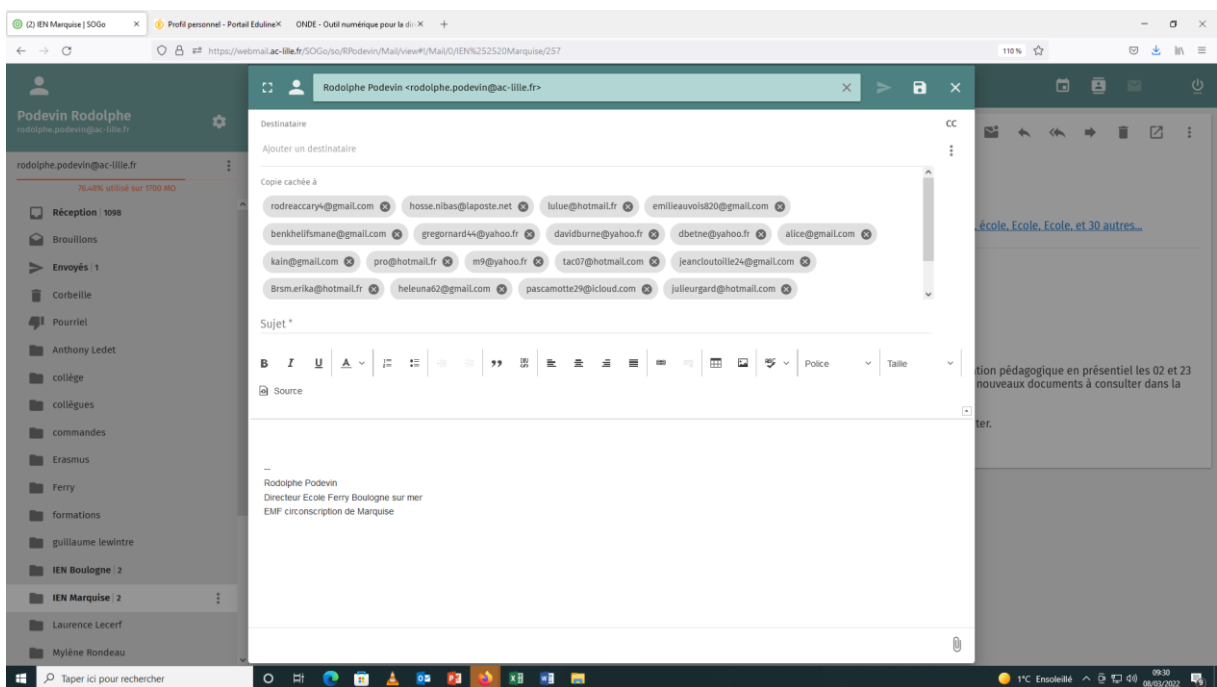 (2) IEN Marquise | SOGo
Profil personnel - Portail Eduline
ONDE - Outil numérique pour la dir
https://webmail.ac-lille.fr/SOGo/so/RPodevin/Mail/view#!/Mail/0/IEN%252520Marquise/257
110 %
Podevin Rodolphe
rodolphe.podevin@ac-lille.fr
rodolphe.podevin@ac-lille.fr
76.48% utilisé sur 1700 MO
Réception | 1098
Brouillons
Envoyés | 1
Corbeille
Pourriel
Anthony Ledet
collège
collègues
commandes
Erasmus
Ferry
formations
guillaume lewintre
IEN Boulogne | 2
IEN Marquise | 2
Laurence Lecerf
Mylène Rondeau
Rodolphe Podevin <rodolphe.podevin@ac-lille.fr>
Destinataire
CC
Ajouter un destinataire
Copie cachée à
rodreaccary4@gmail.com hosse.nibas@laposte.net lulue@hotmail.fr emilieauvois820@gmail.com
benkhelifsmane@gmail.com gregornard44@yahoo.fr davidburne@yahoo.fr dbetne@yahoo.fr alice@gmail.com
kain@gmail.com pro@hotmail.fr m9@yahoo.fr tac07@hotmail.com jeancloutoille24@gmail.com
Brsm.erika@hotmail.fr heleuna62@gmail.com pascamotte29@icloud.com julieurgard@hotmail.com
Sujet *
B I U A Police Taille
Source
--
Rodolphe Podevin
Directeur Ecole Ferry Boulogne sur mer
EMF circonscription de Marquise
, école, Ecole, Ecole, et 30 autres...
tion pédagogique en présentiel les 02 et 23
nouveaux documents à consulter dans la
ter.
Taper ici pour rechercher
1°C Ensoleillé
09:30
08/03/2022